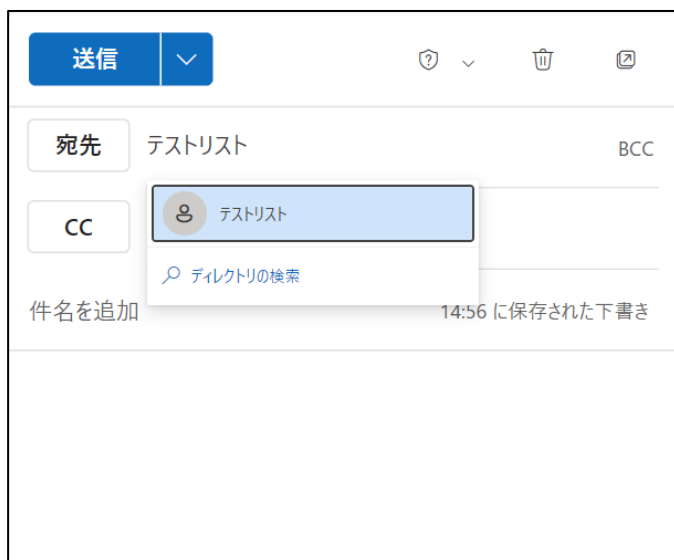 送信
宛先 テストリスト BCC
テストリスト
CC
ディレクトリの検索
件名を追加 14:56 に保存された下書き